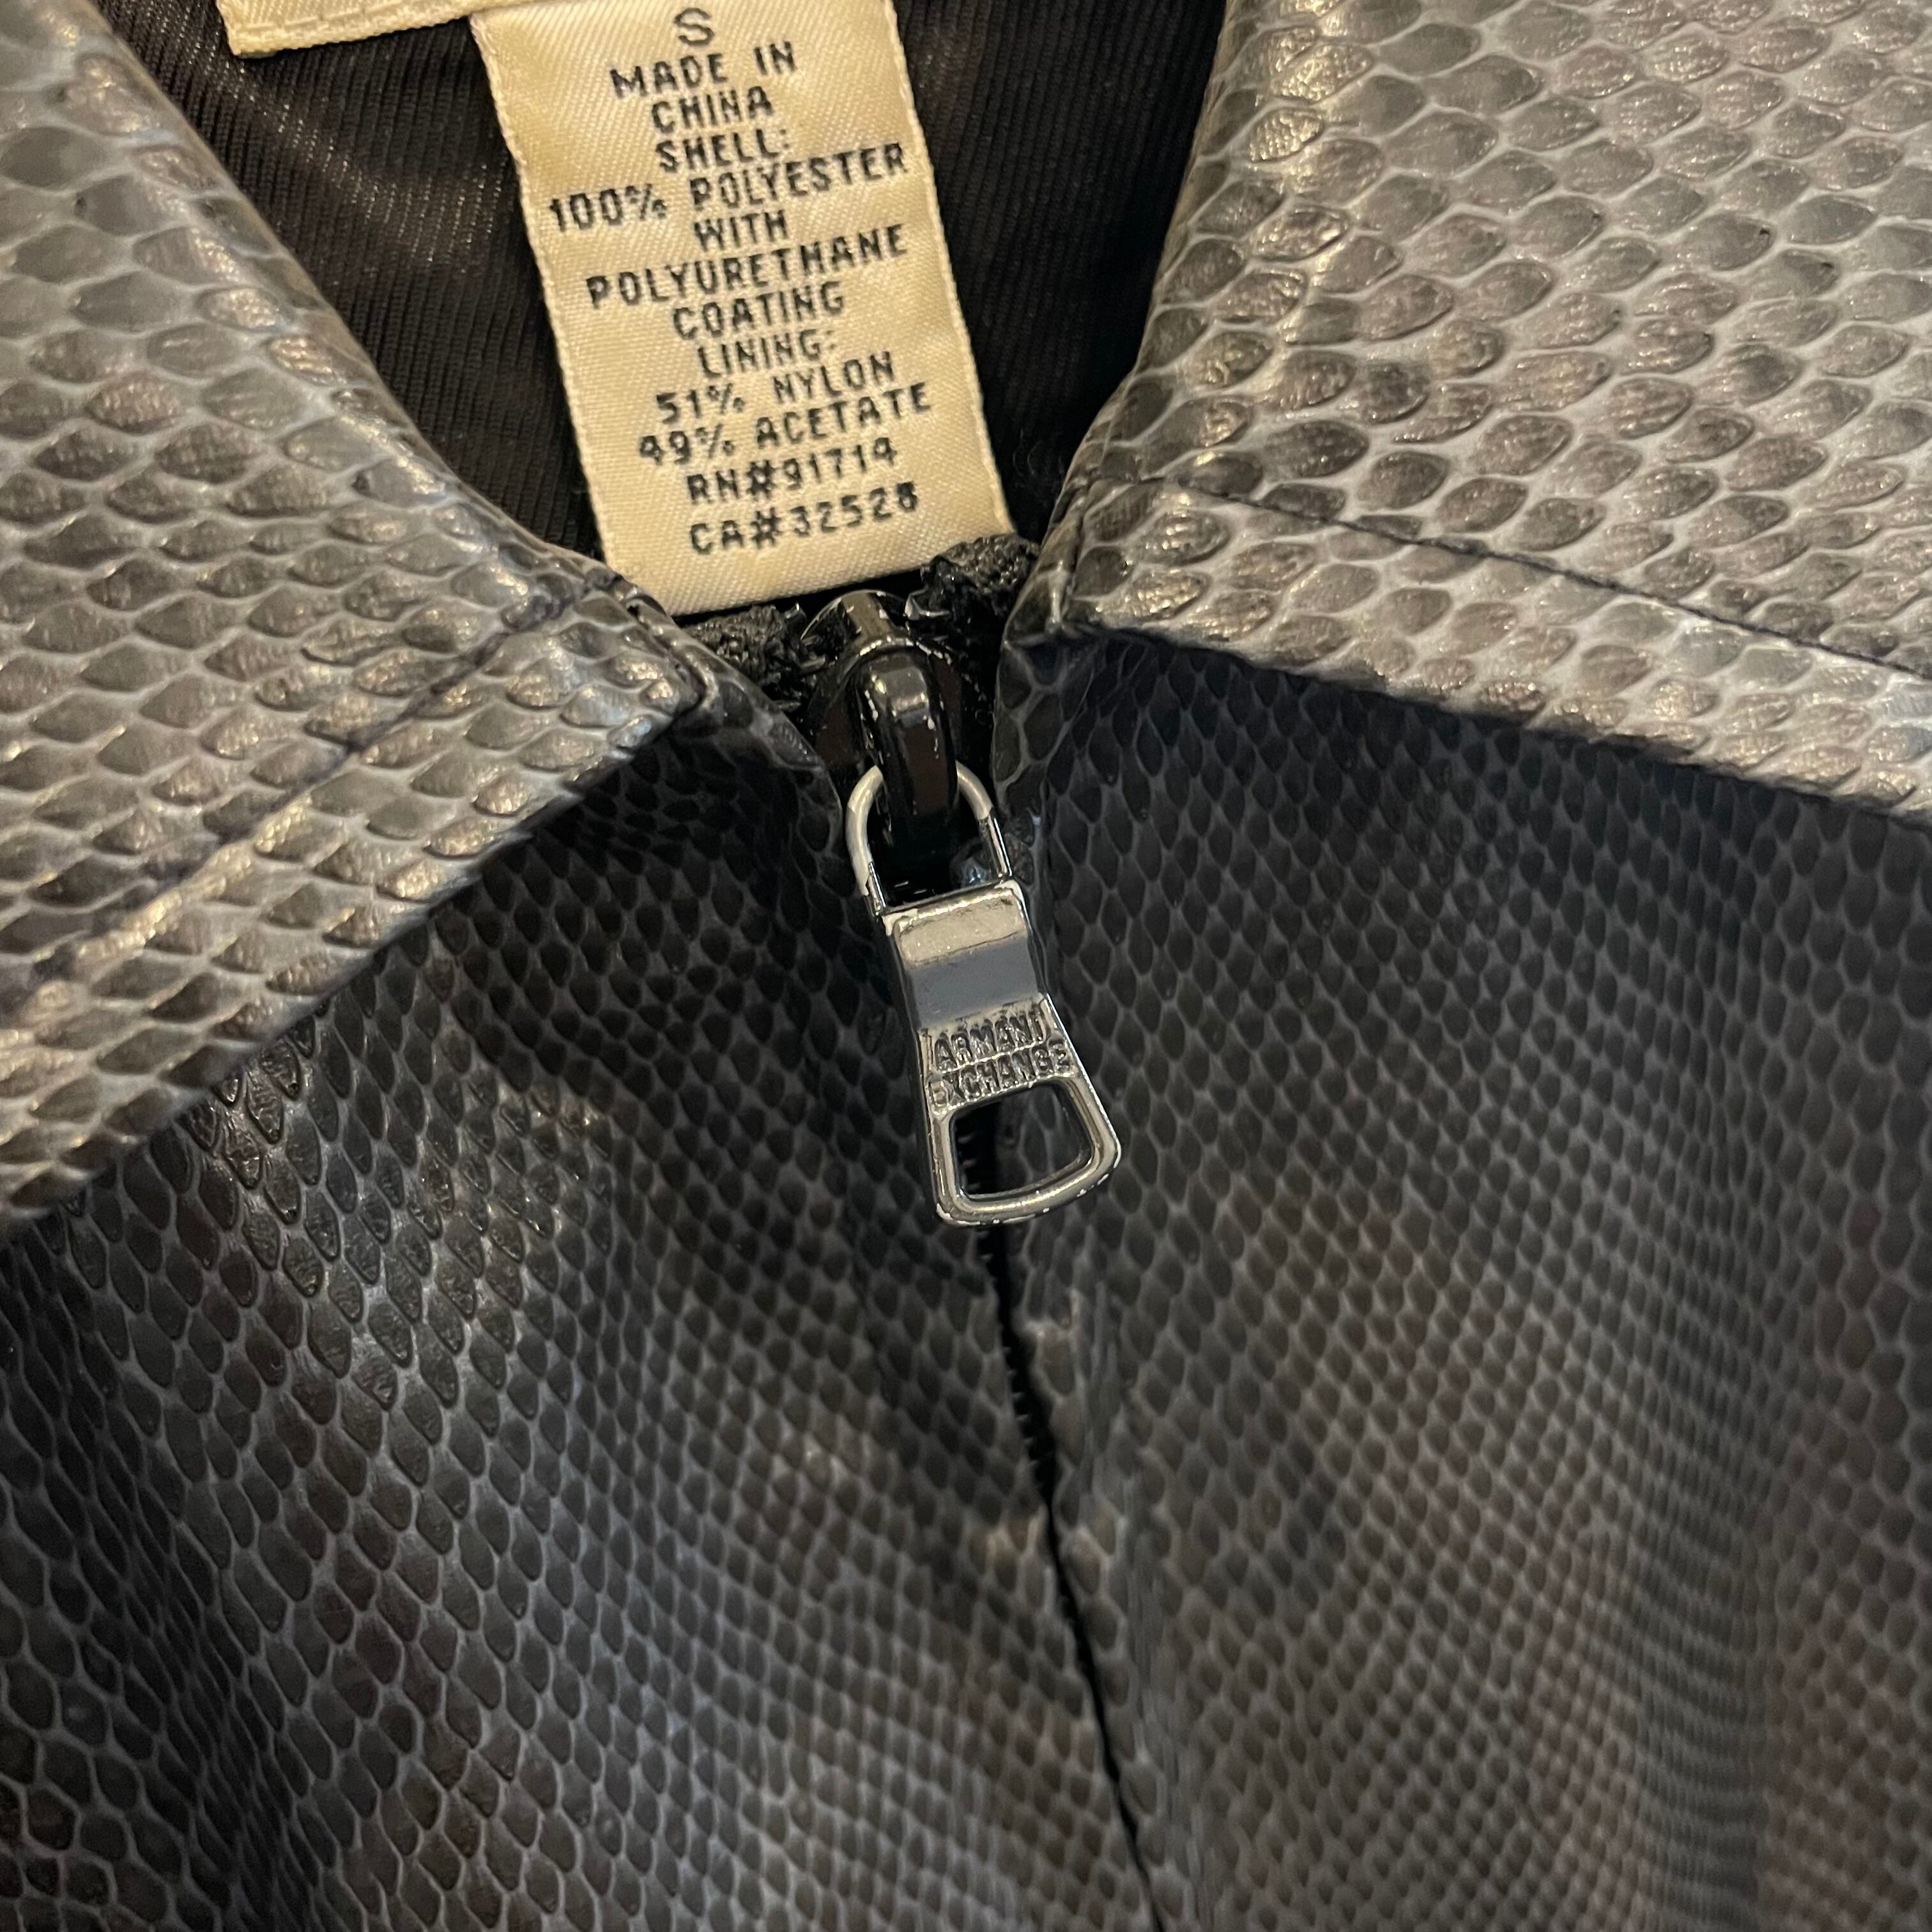 S
MADE IN
CHINA
SHELL:
100% POLYESTER
WITH
POLYURETHANE
COATING
LINING:
51% NYLON
49% ACETATE
RN#91714
CA#32528
ARMANI
EXCHANGE